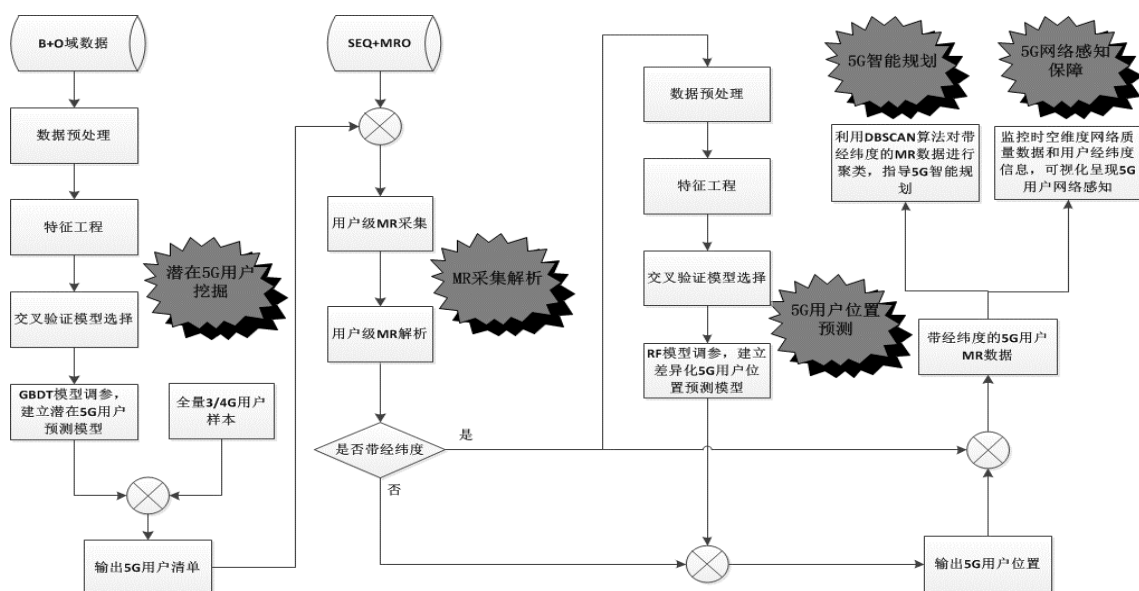 B+O域数据
数据预处理
特征工程
交叉验证模型选择
GBDT模型调参，
建立潜在5G用户
预测模型
全量3/4G用户
样本
输出5G用户清单
潜在5G用户
挖掘
SEQ+MRO
用户级MR采集
用户级MR解析
是否带经纬度
是
否
MR采集解析
数据预处理
特征工程
交叉验证模型选择
RF模型调参，建立
差异化5G用户位
置预测模型
5G用户位置
预测
5G智能规划
利用DBSCAN算法对带
经纬度的MR数据进行
聚类，指导5G智能规
划
5G网络感知
保障
监控时空维度网络质
量数据和用户经纬度
信息，可视化呈现5G
用户网络感知
带经纬度的5G用户
MR数据
输出5G用户位置